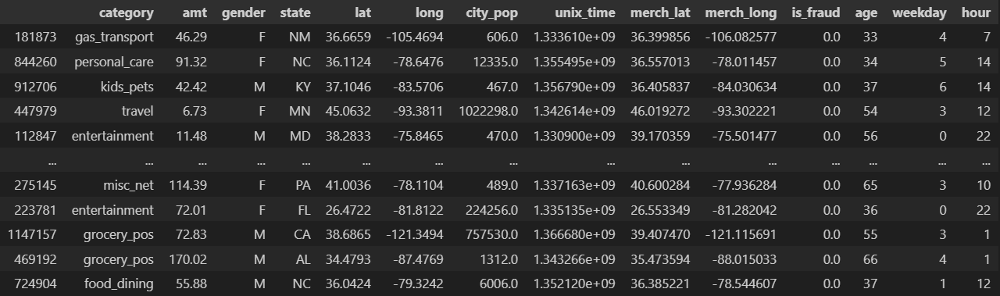 category amt gender state lat long city_pop unix_time merch_lat merch_long is_fraud age weekday hour
181873 gas_transport 46.29 F NM 36.6659 -105.4694 606.0 1.333610e+09 36.399856 -106.082577 0.0 33 4 7
844260 personal_care 91.32 F NC 36.1124 -78.6476 12335.0 1.355495e+09 36.557013 -78.011457 0.0 34 5 14
912706 kids_pets 42.42 M KY 37.1046 -83.5706 467.0 1.356790e+09 36.405837 -84.030634 0.0 37 6 14
447979 travel 6.73 F MN 45.0632 -93.3811 1022298.0 1.342614e+09 46.019272 -93.302221 0.0 54 3 12
112847 entertainment 11.48 M MD 38.2833 -75.8465 470.0 1.330900e+09 39.170359 -75.501477 0.0 56 0 22
... ... ... ... ... ... ... ... ... ... ... ... ... ... ...
275145 misc_net 114.39 F PA 41.0036 -78.1104 489.0 1.337163e+09 40.600284 -77.936284 0.0 65 3 10
223781 entertainment 72.01 F FL 26.4722 -81.8122 224256.0 1.335135e+09 26.553349 -81.282042 0.0 36 0 22
1147157 grocery_pos 72.83 M CA 38.6865 -121.3494 757530.0 1.366680e+09 39.407470 -121.115691 0.0 55 3 1
469192 grocery_pos 170.02 M AL 34.4793 -87.4769 1312.0 1.343266e+09 35.473594 -88.015033 0.0 66 4 1
724904 food_dining 55.88 M NC 36.0424 -79.3242 6006.0 1.352120e+09 36.385221 -78.544607 0.0 37 1 12